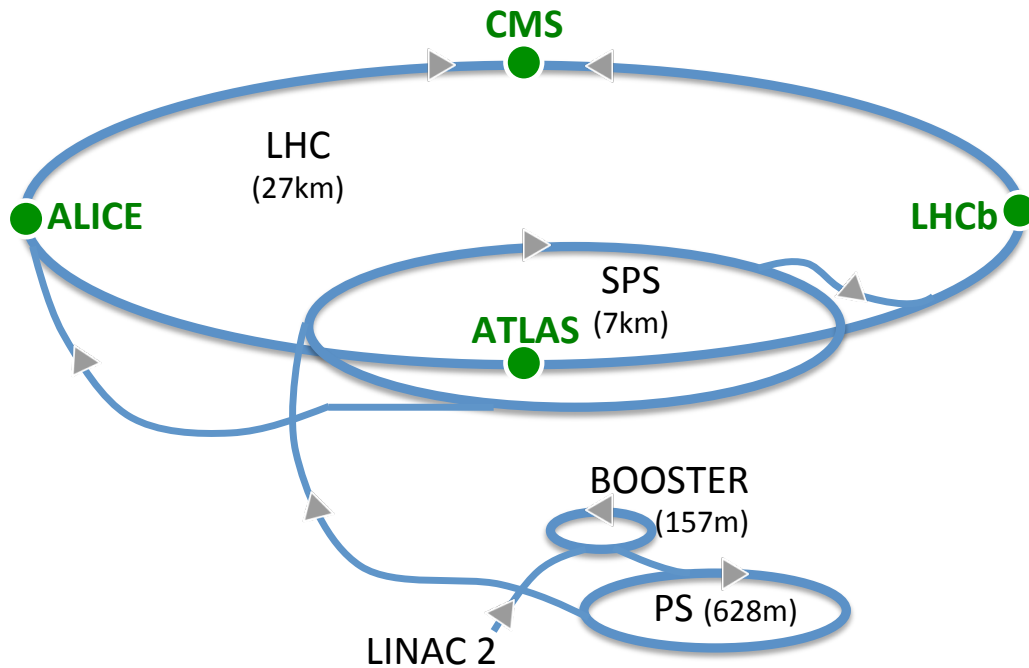 CMS
LHC
(27km)
ALICE
LHCb
SPS
(7km)
ATLAS
BOOSTER
(157m)
PS (628m)
LINAC 2